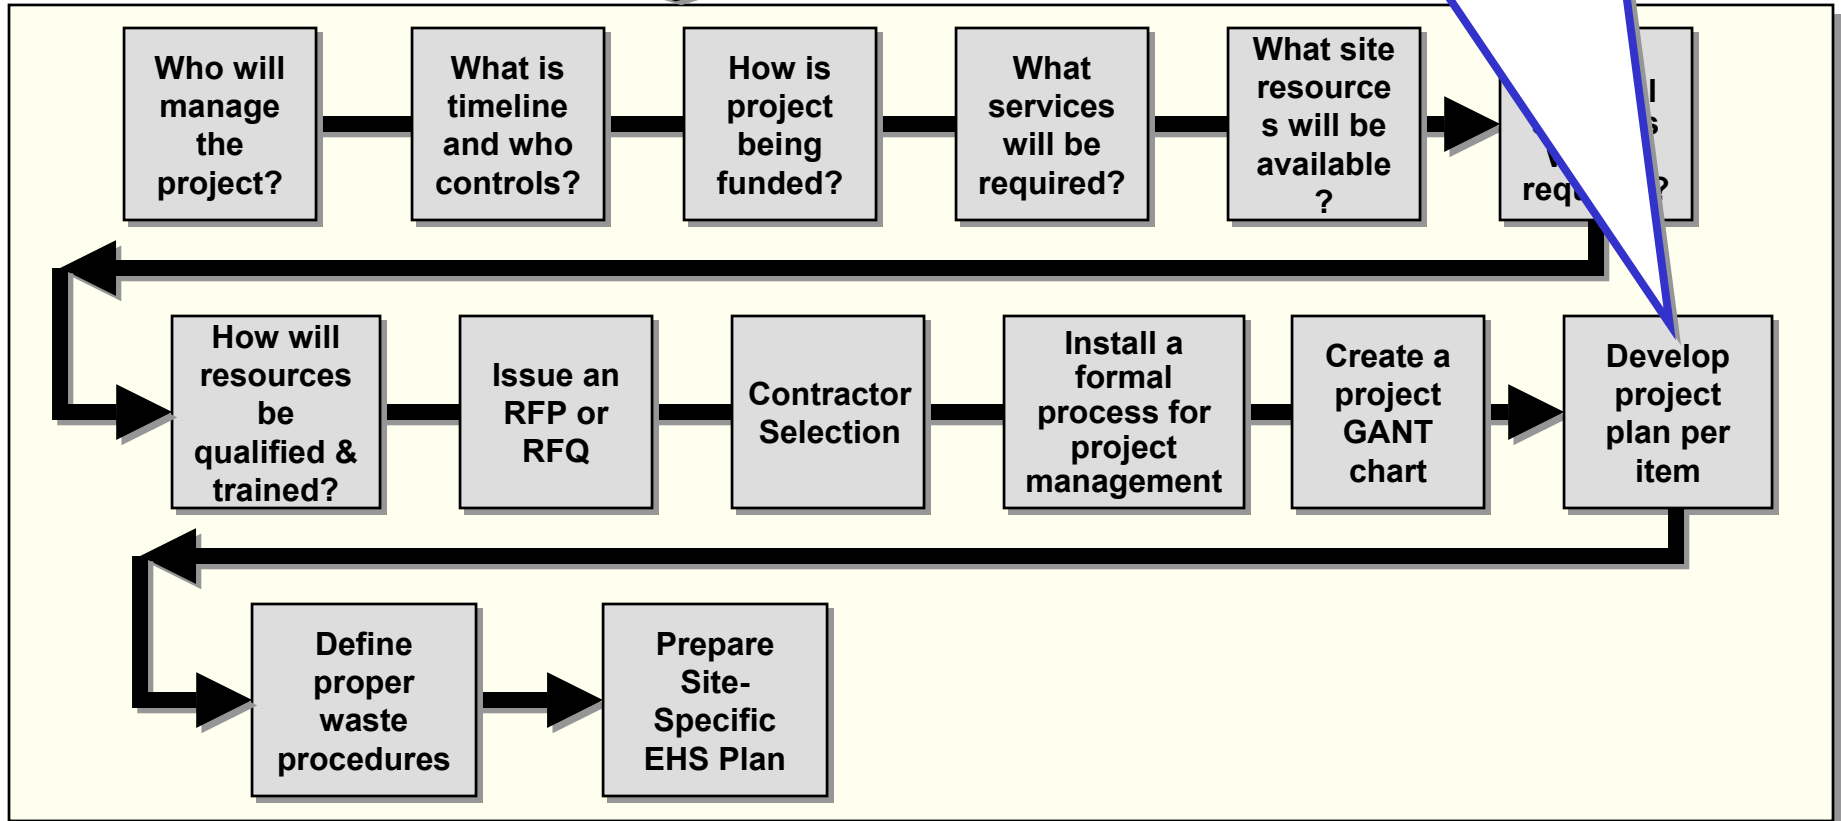 Who will
manage
the
project?
What is
timeline
and who
controls?
How is
project
being
funded?
What
services
will be
required?
What site
resource
s will be
available
?
How will
resources
be
qualified &
trained?
Issue an
RFP or
RFQ
Contractor
Selection
Install a
formal
process for
project
management
Create a
project
GANT
chart
Develop
project
plan per
item
Define
proper
waste
procedures
Prepare
Site-
Specific
EHS Plan